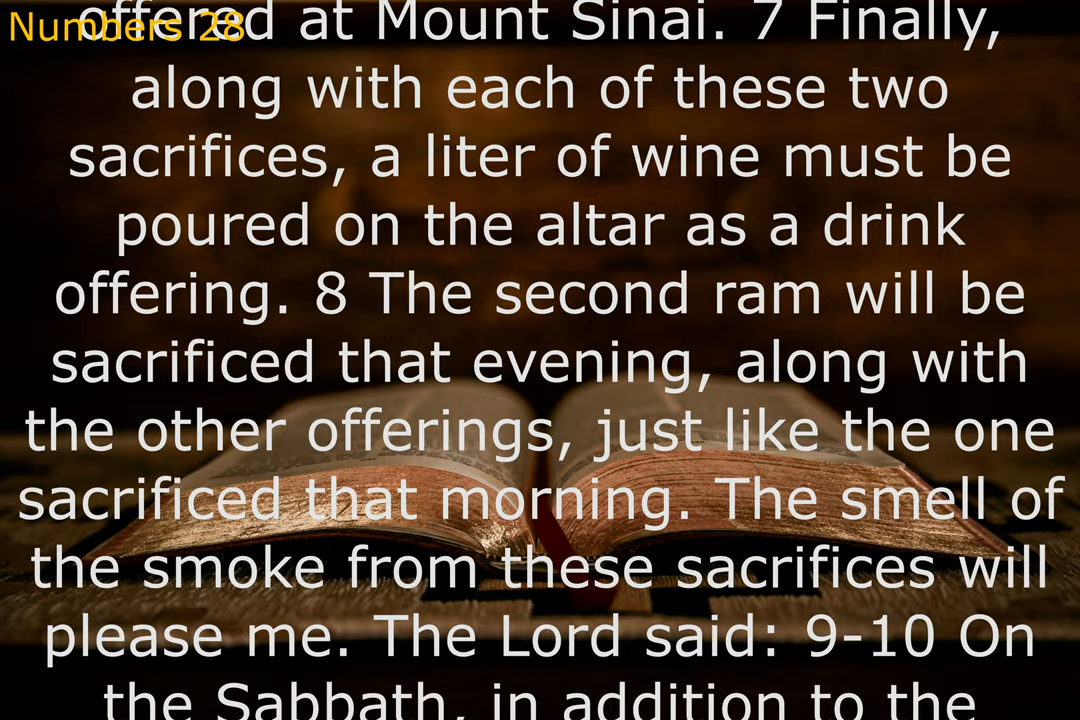 Numbers 28
offered at Mount Sinai. 7 Finally,
along with each of these two
sacrifices, a liter of wine must be
poured on the altar as a drink
offering. 8 The second ram will be
sacrificed that evening, along with
the other offerings, just like the one
sacrificed that morning. The smell of
the smoke from these sacrifices will
please me. The Lord said: 9-10 On
the Sabbath, in addition to the